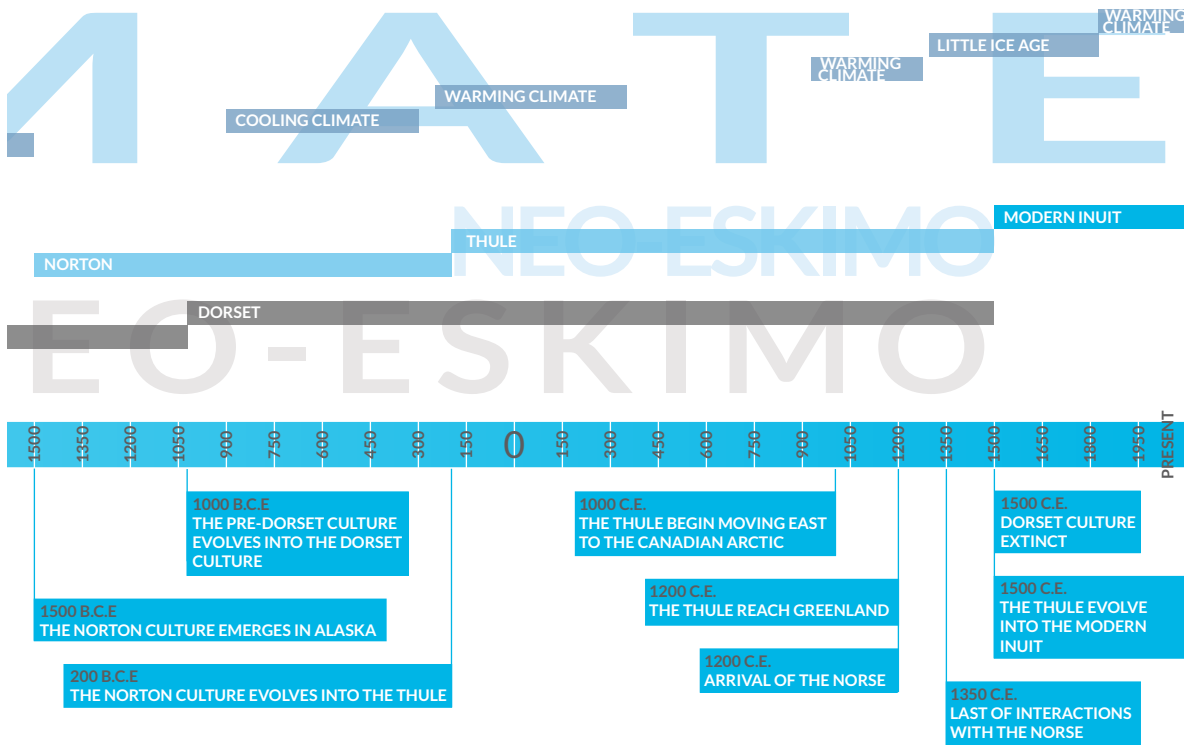 MATE
WARMING
CLIMATE
LITTLE ICE AGE
WARMING
CLIMATE
WARMING CLIMATE
COOLING CLIMATE
MODERN INUIT
NEO-ESKIMO
THULE
NORTON
DORSET
EO-ESKIMO
1500 1350 1200 1050 900 750 600 450 300 150 0 150 300 450 600 750 900 1050 1200 1350 1500 1650 1800 1950 PRESENT
1000 B.C.E
THE PRE-DORSET CULTURE
EVOLVES INTO THE DORSET
CULTURE
1500 B.C.E
THE NORTON CULTURE EMERGES IN ALASKA
200 B.C.E
THE NORTON CULTURE EVOLVES INTO THE THULE
1000 C.E.
THE THULE BEGIN MOVING EAST
TO THE CANADIAN ARCTIC
1200 C.E.
THE THULE REACH GREENLAND
1200 C.E.
ARRIVAL OF THE NORSE
1500 C.E.
DORSET CULTURE
EXTINCT
1500 C.E.
THE THULE EVOLVE
INTO THE MODERN
INUIT
1350 C.E.
LAST OF INTERACTIONS
WITH THE NORSE